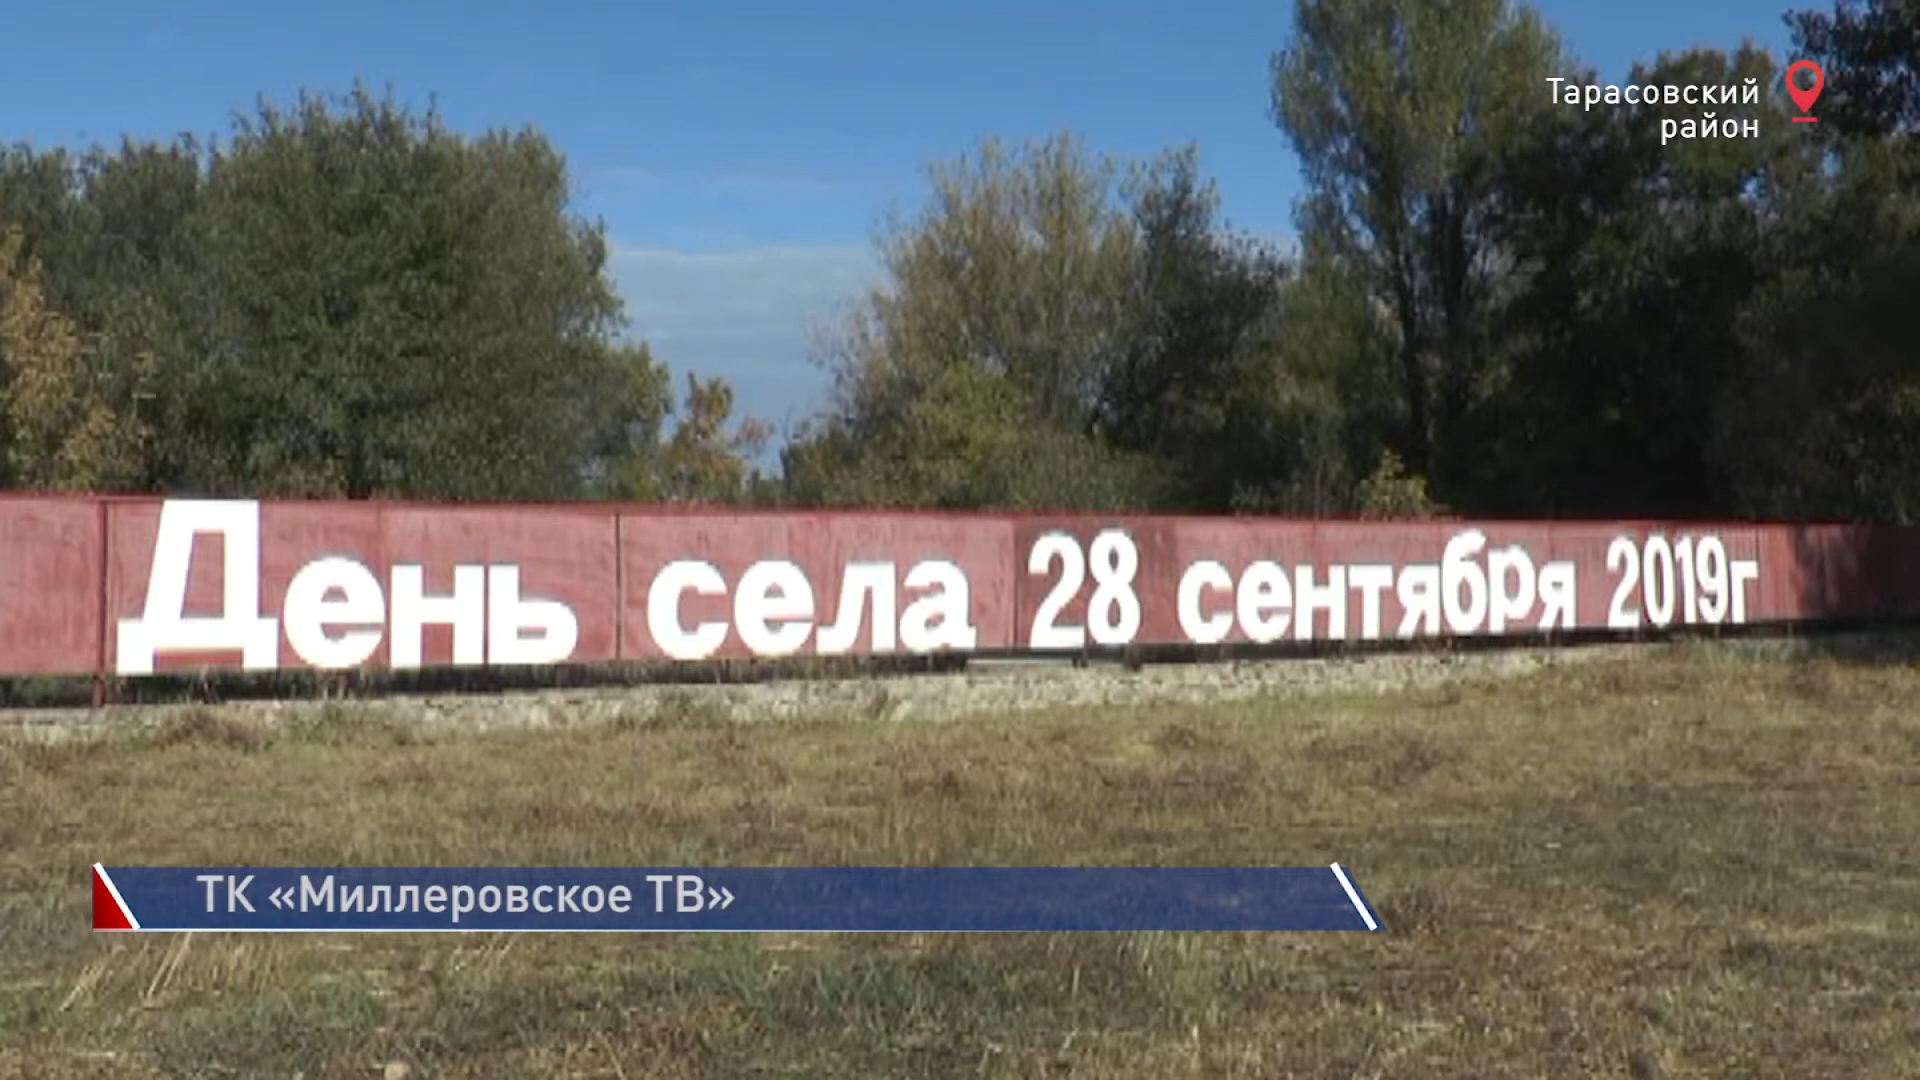 Тарасовский
район
День села 28 сентября 2019г
ТК «Миллеровское ТВ»